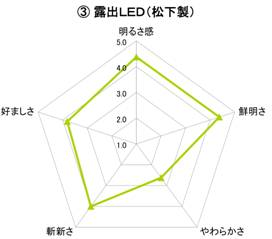 ③ 露出LED(松下製)
明るさ感
5.0
4.0
3.0
2.0
1.0
鮮明さ
やわらかさ
斬新さ
好ましさ